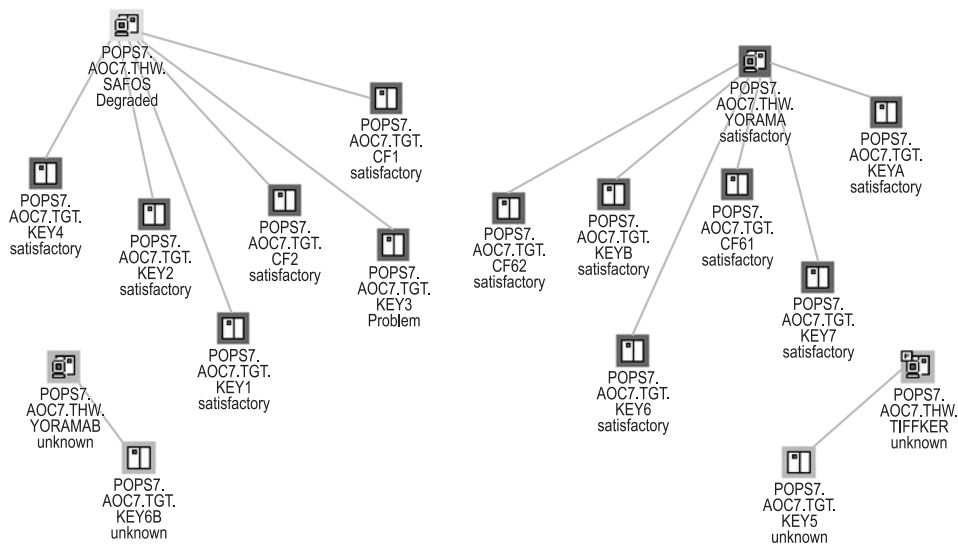 POPS7.
AOC7.THW.
SAFOS
Degraded
POPS7.
AOC7.TGT.
CF1
satisfactory
POPS7.
AOC7.TGT.
KEY4
satisfactory
POPS7.
AOC7.TGT.
KEY2
satisfactory
POPS7.
AOC7.TGT.
CF2
satisfactory
POPS7.
AOC7.TGT.
KEY3
Problem
POPS7.
AOC7.TGT.
KEY1
satisfactory
POPS7.
AOC7.THW.
YORAMAB
unknown
POPS7.
AOC7.TGT.
KEY6B
unknown
POPS7.
AOC7.THW.
YORAMA
satisfactory
POPS7.
AOC7.TGT.
KEYA
satisfactory
POPS7.
AOC7.TGT.
CF62
satisfactory
POPS7.
AOC7.TGT.
KEYB
satisfactory
POPS7.
AOC7.TGT.
CF61
satisfactory
POPS7.
AOC7.TGT.
KEY7
satisfactory
POPS7.
AOC7.TGT.
KEY6
satisfactory
P
POPS7.
AOC7.THW.
TIFFKER
unknown
POPS7.
AOC7.TGT.
KEY5
unknown